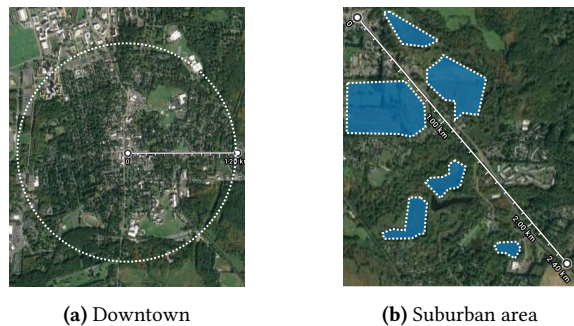 0
1.20 k
0
1.00 km
2.00 km
2.40 km
(a) Downtown
(b) Suburban area